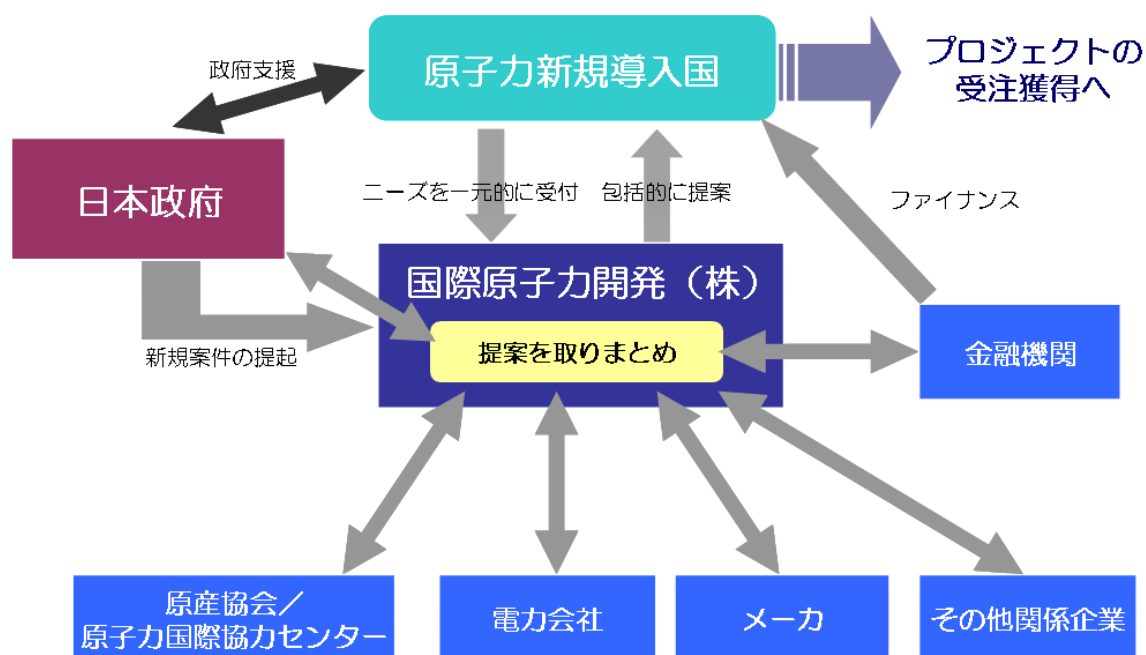 政府支援
原子力新規導入国
プロジェクトの
受注獲得へ
日本政府
ニーズを一元的に受付
包括的に提案
ファイナンス
国際原子力開発（株）
提案を取りまとめ
新規案件の提起
金融機関
原産協会／
原子力国際協力センター
電力会社
メーカ
その他関係企業